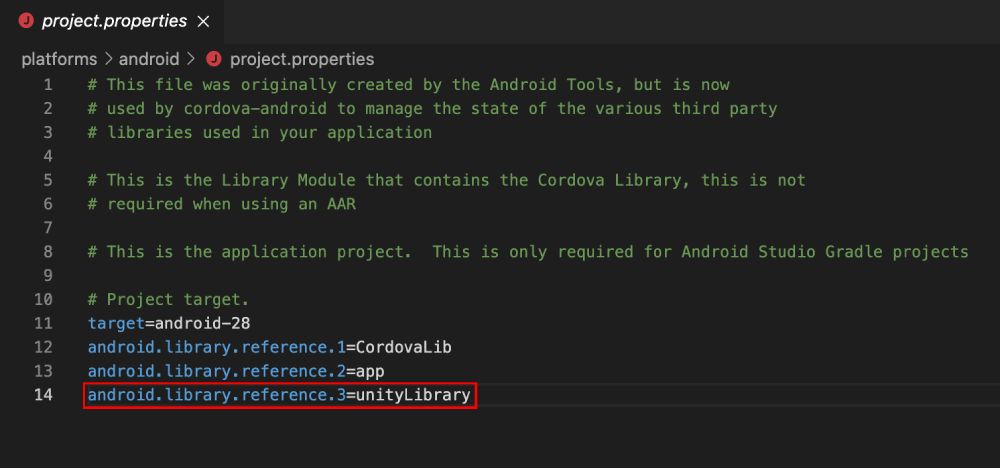 project.properties
platforms > android > project.properties
1 # This file was originally created by the Android Tools, but is now
2 # used by cordova-android to manage the state of the various third party
3 # libraries used in your application
4
5 # This is the Library Module that contains the Cordova Library, this is not
6 # required when using an AAR
7
8 # This is the application project.  This is only required for Android Studio Gradle projects
9
10 # Project target.
11 target=android-28
12 android.library.reference.1=CordovaLib
13 android.library.reference.2=app
14 android.library.reference.3=unityLibrary